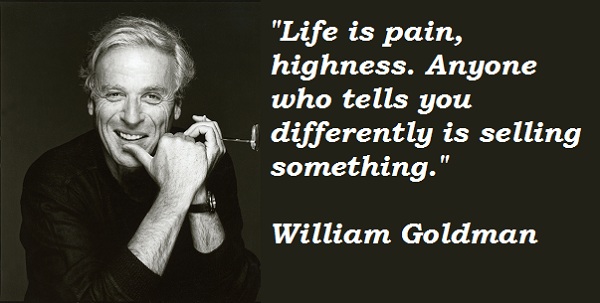 "Life is pain,
highness. Anyone
who tells you
differently is selling
something."
William Goldman